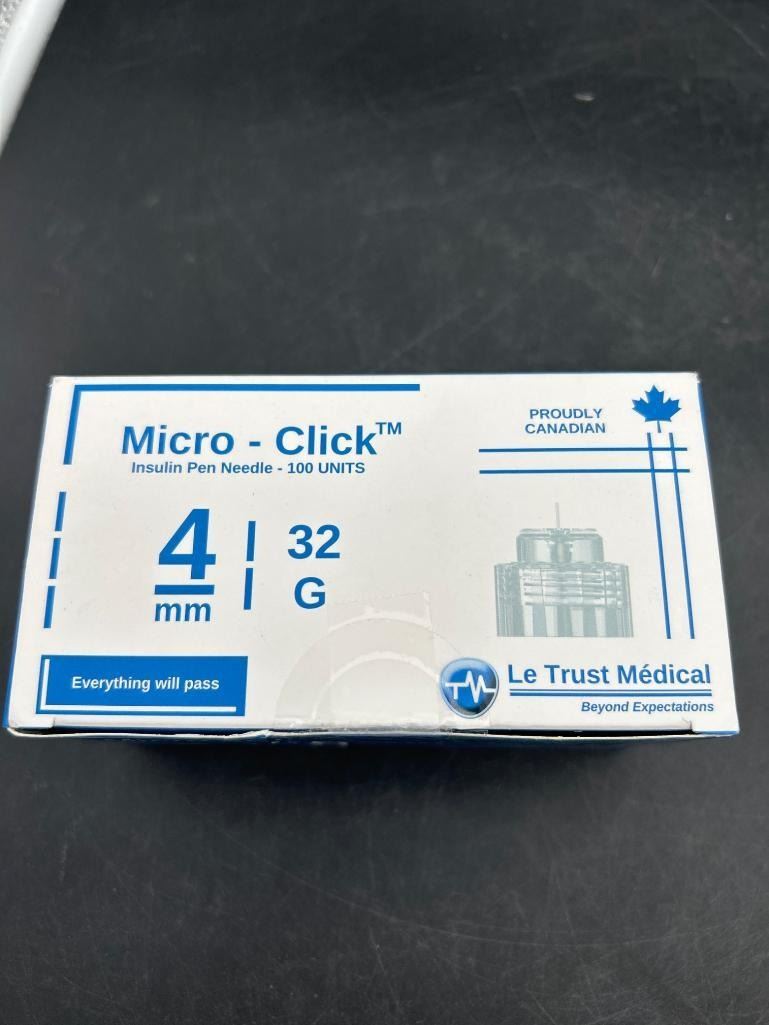 PROUDLY
CANADIAN
Micro - Click™
Insulin Pen Needle - 100 UNITS
4
mm
32
G
Everything will pass
Le Trust Médical
Beyond Expectations